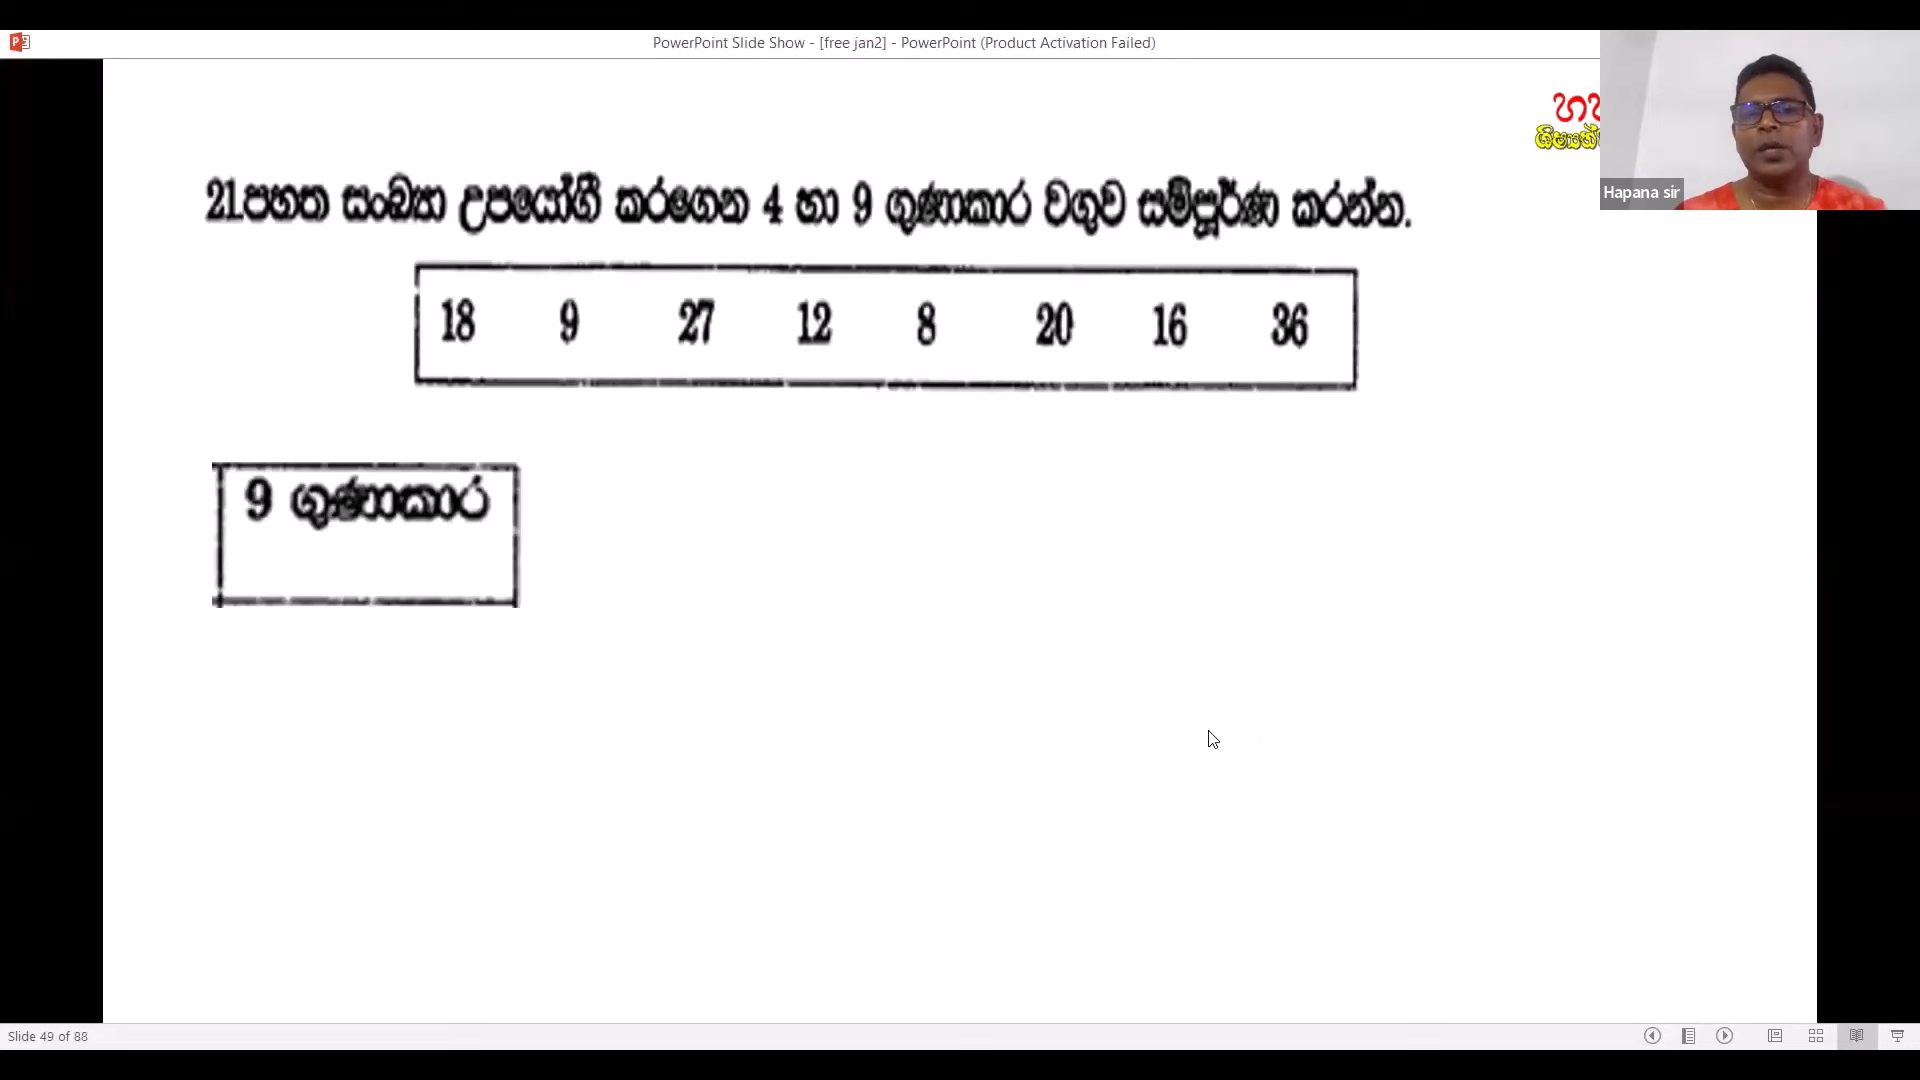 PowerPoint Slide Show - [free jan2] - PowerPoint (Product Activation Failed)
Hapana sir
21.පහත සංඛ්‍යා උපයෝගී කරගෙන 4 හා 9 ගුණාකාර වගුව සම්පූර්ණ කරන්න.
18 9 27 12 8 20 16 36
9 ගුණාකාර
Slide 49 of 88